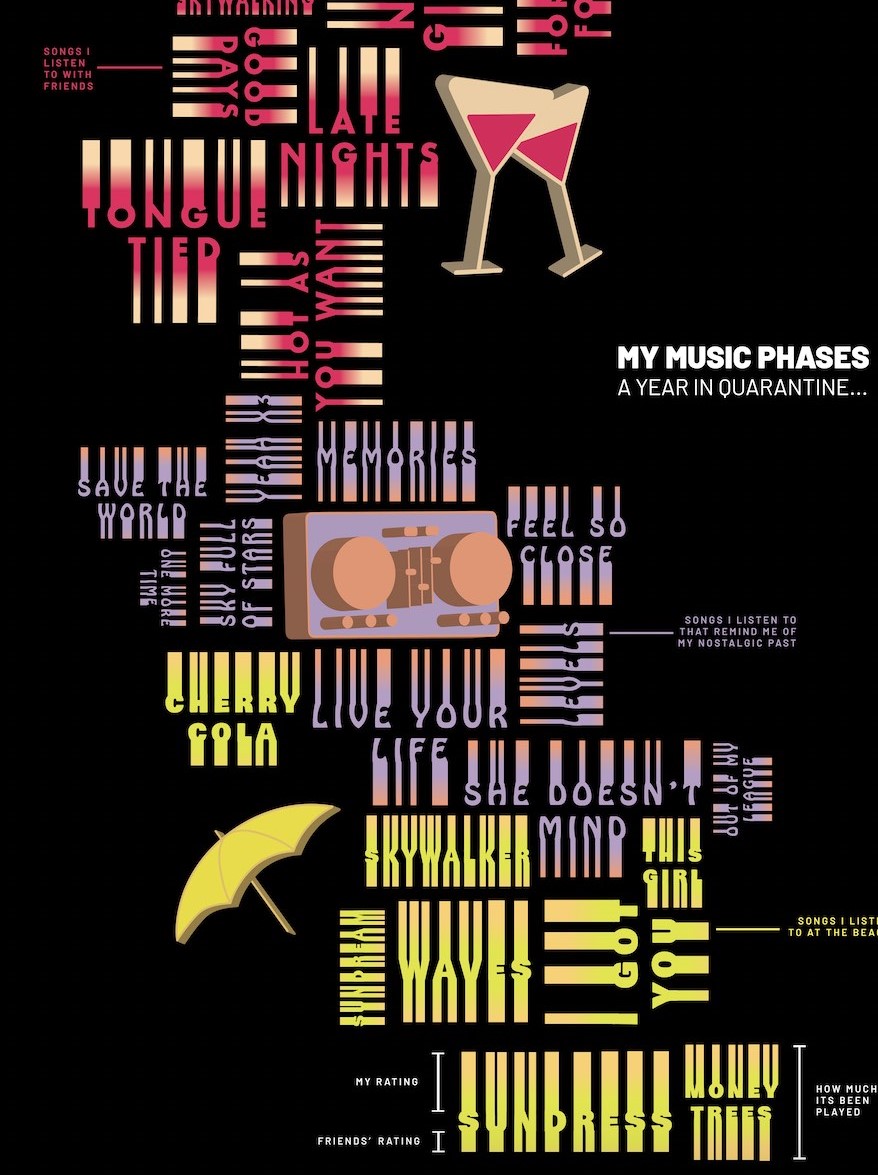 MY MUSIC PHASES
A YEAR IN QUARANTINE...
FRIENDS' RATING
MY RATING
SUNDRESS
MONEY
TREES
HOW MUCH
ITS BEEN
PLAYED
SUNDREAM
WAVES
I GOT
YOU
SKYWALKER
MIND
THIS
GIRL
CHERRY
COLA
SONGS I
TO AT THE
LIVE YOUR
LIFE
SHE DOESN'T
OUT OF MY
LEAGUE
LEVELS
FEEL SO
CLOSE
SONGS I LISTEN TO
THAT REMIND ME OF
MY NOSTALGIC PAST
ONE MORE
TIME
SKY FULL
OF STARS
SAVE THE
WORLD
YEAH X3
MEMORIES
TONGUE
TIED
HOT AS
YOU WANT
LATE
NIGHTS
GOOD
DAYS
SONGS I
LISTEN
TO WITH
FRIENDS